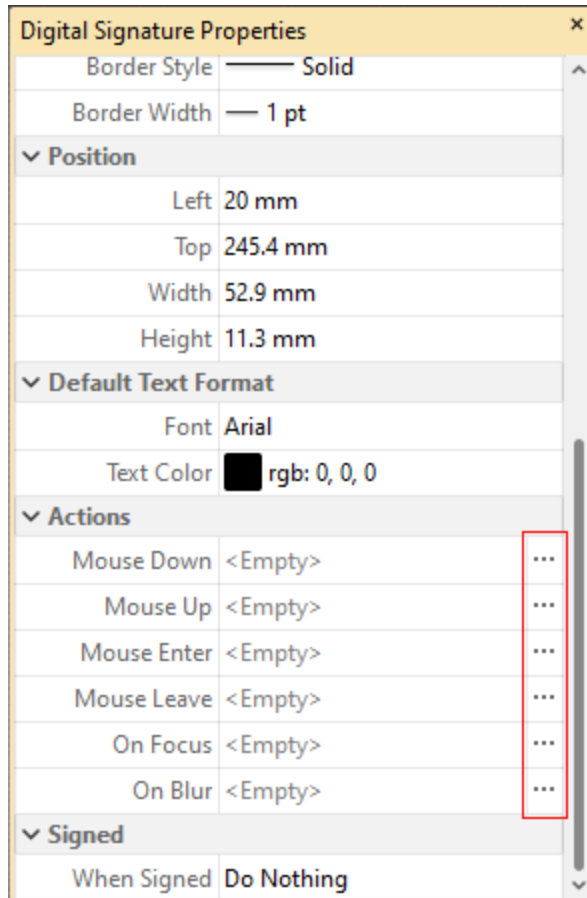 Digital Signature Properties ×
Border Style Solid
Border Width 1 pt
Position
Left 20 mm
Top 245.4 mm
Width 52.9 mm
Height 11.3 mm
Default Text Format
Font Arial
Text Color rgb: 0, 0, 0
Actions
Mouse Down <Empty> ...
Mouse Up <Empty> ...
Mouse Enter <Empty> ...
Mouse Leave <Empty> ...
On Focus <Empty> ...
On Blur <Empty> ...
Signed
When Signed Do Nothing